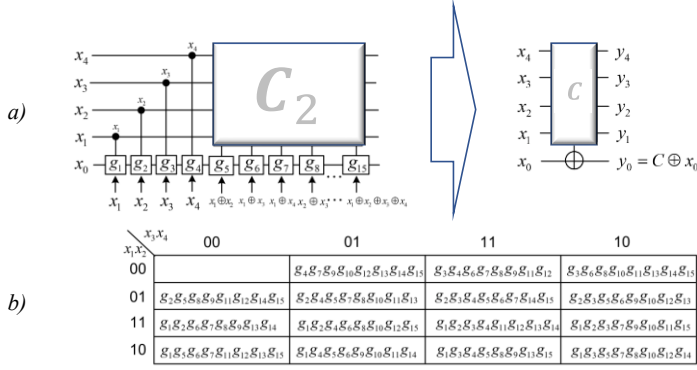 a)
x₄ x₄ C₂ x₄ C y₄
x₃ x₃ x₃ y₃
x₂ x₂ x₂ y₂
x₁ x₁ x₁ y₁
x₀ g₁ g₂ g₃ g₄ g₅ g₆ g₇ g₈ ... g₁₅ x₀ y₀ = C ⊕ x₀
x₁ x₂ x₃ x₄ x₁⊕x₂ x₁⊕x₃ x₁⊕x₄ x₂⊕x₃ ··· x₁⊕x₂⊕x₃⊕x₄
b)
x₁x₂ x₃x₄ 00 01 11 10
00 g₄g₇g₉g₁₀g₁₂g₁₃g₁₄g₁₅ g₃g₄g₆g₇g₈g₉g₁₁g₁₂ g₃g₆g₈g₁₀g₁₁g₁₃g₁₄g₁₅
01 g₂g₅g₈g₉g₁₁g₁₂g₁₄g₁₅ g₂g₄g₅g₇g₈g₁₀g₁₁g₁₃ g₂g₃g₄g₅g₆g₇g₁₄g₁₅ g₂g₃g₅g₆g₉g₁₀g₁₂g₁₃
11 g₁g₂g₆g₇g₈g₉g₁₃g₁₄ g₁g₂g₄g₆g₈g₁₀g₁₂g₁₅ g₁g₂g₃g₄g₁₁g₁₂g₁₃g₁₄ g₁g₂g₃g₇g₉g₁₀g₁₁g₁₅
10 g₁g₅g₆g₇g₁₁g₁₂g₁₃g₁₅ g₁g₄g₅g₆g₉g₁₀g₁₁g₁₄ g₁g₃g₄g₅g₈g₉g₁₃g₁₅ g₁g₃g₅g₇g₈g₁₀g₁₂g₁₄